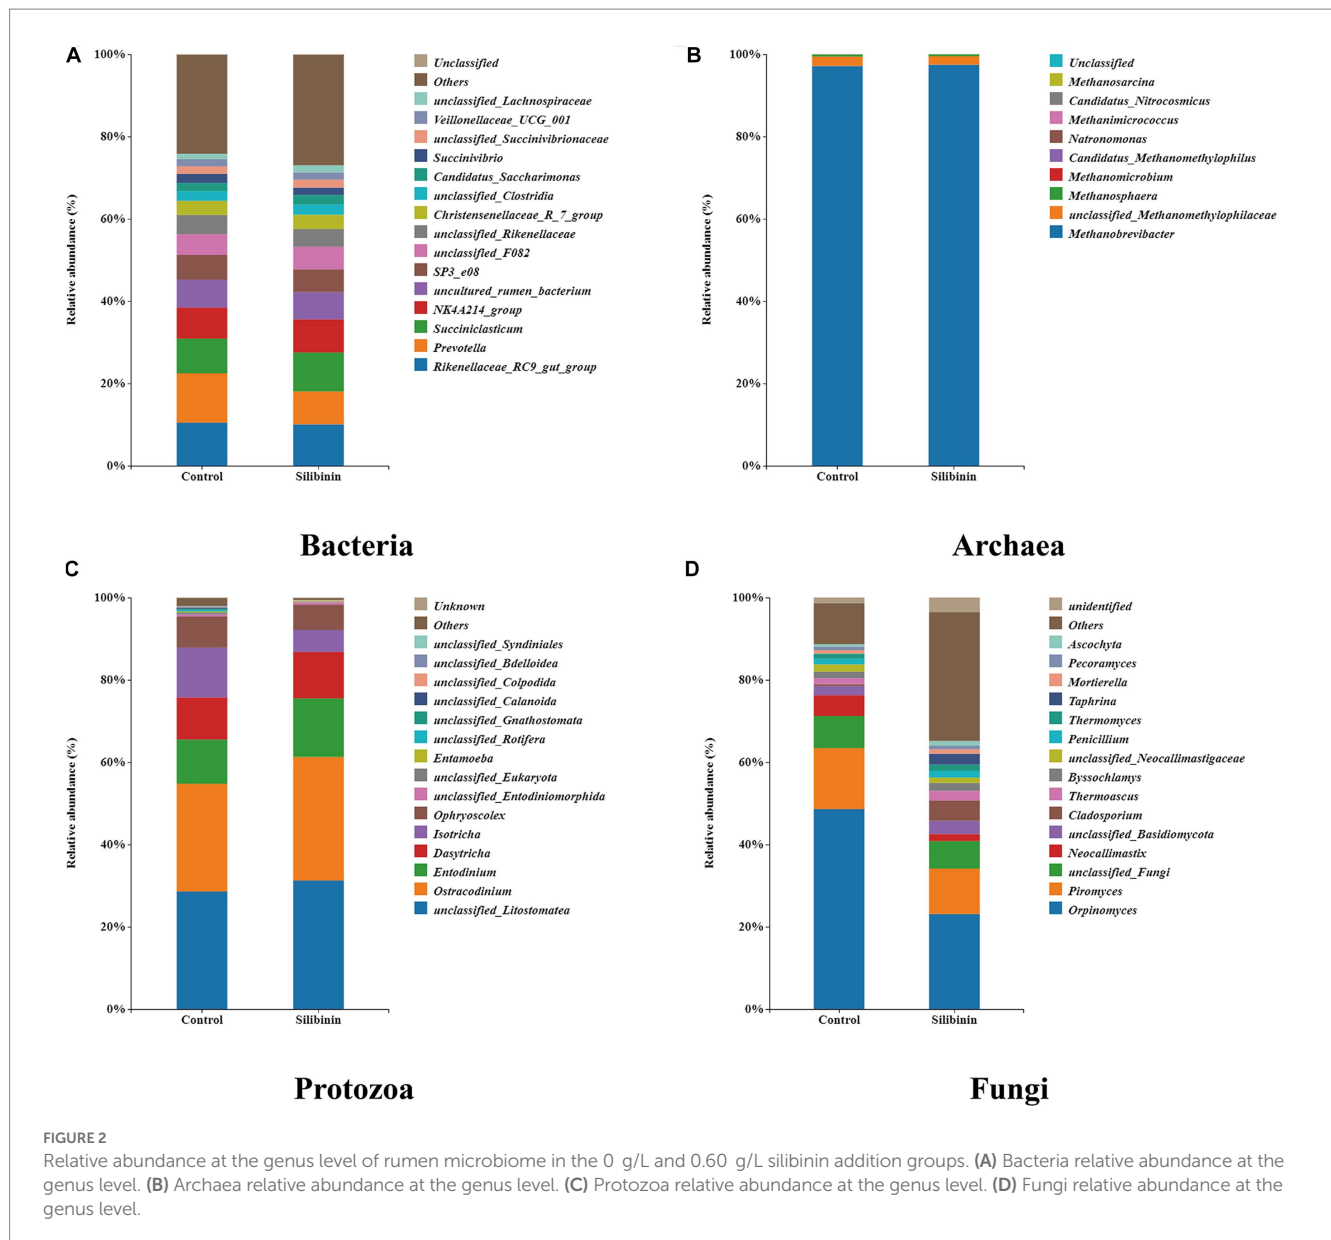 A
100%
80%
60%
40%
20%
0%
Relative abundance (%)
Control
Silibinin
Unclassified
Others
unclassified_Lachnospiraceae
Veillonellaceae_UCG_001
unclassified_Succinivibrionaceae
Succinivibrio
Candidatus_Saccharimonas
unclassified_Clostridia
Christensenellaceae_R_7_group
unclassified_Rikenellaceae
unclassified_F082
SP3_e08
uncultured_rumen_bacterium
NK4A214_group
Succiniclasticum
Prevotella
Rikenellaceae_RC9_gut_group
Bacteria
B
100%
80%
60%
40%
20%
0%
Relative abundance (%)
Control
Silibinin
Unclassified
Methanosarcina
Candidatus_Nitrocosmicus
Methanimicrococcus
Natronomonas
Candidatus_Methanomethylophilus
Methanomicrobium
Methanosphaera
unclassified_Methanomethylophilaceae
Methanobrevibacter
Archaea
C
100%
80%
60%
40%
20%
0%
Relative abundance (%)
Control
Silibinin
Unknown
Others
unclassified_Syndiniales
unclassified_Bdelloidea
unclassified_Colpodida
unclassified_Calanoida
unclassified_Gnathostomata
unclassified_Rotifera
Entamoeba
unclassified_Eukaryota
unclassified_Entodiniomorphida
Ophryoscolex
Isotricha
Dasytricha
Entodinium
Ostracodinium
unclassified_Litostomatea
Protozoa
D
100%
80%
60%
40%
20%
0%
Relative abundance (%)
Control
Silibinin
unidentified
Others
Ascochyta
Pecoramyces
Mortierella
Taphrina
Thermomyces
Penicillium
unclassified_Neocallimastigaceae
Byssochlamys
Thermoascus
Cladosporium
unclassified_Basidiomycota
Neocallimastix
unclassified_Fungi
Piromyces
Orpinomyces
Fungi
FIGURE 2
Relative abundance at the genus level of rumen microbiome in the 0 g/L and 0.60 g/L silibinin addition groups. (A) Bacteria relative abundance at the
genus level. (B) Archaea relative abundance at the genus level. (C) Protozoa relative abundance at the genus level. (D) Fungi relative abundance at the
genus level.